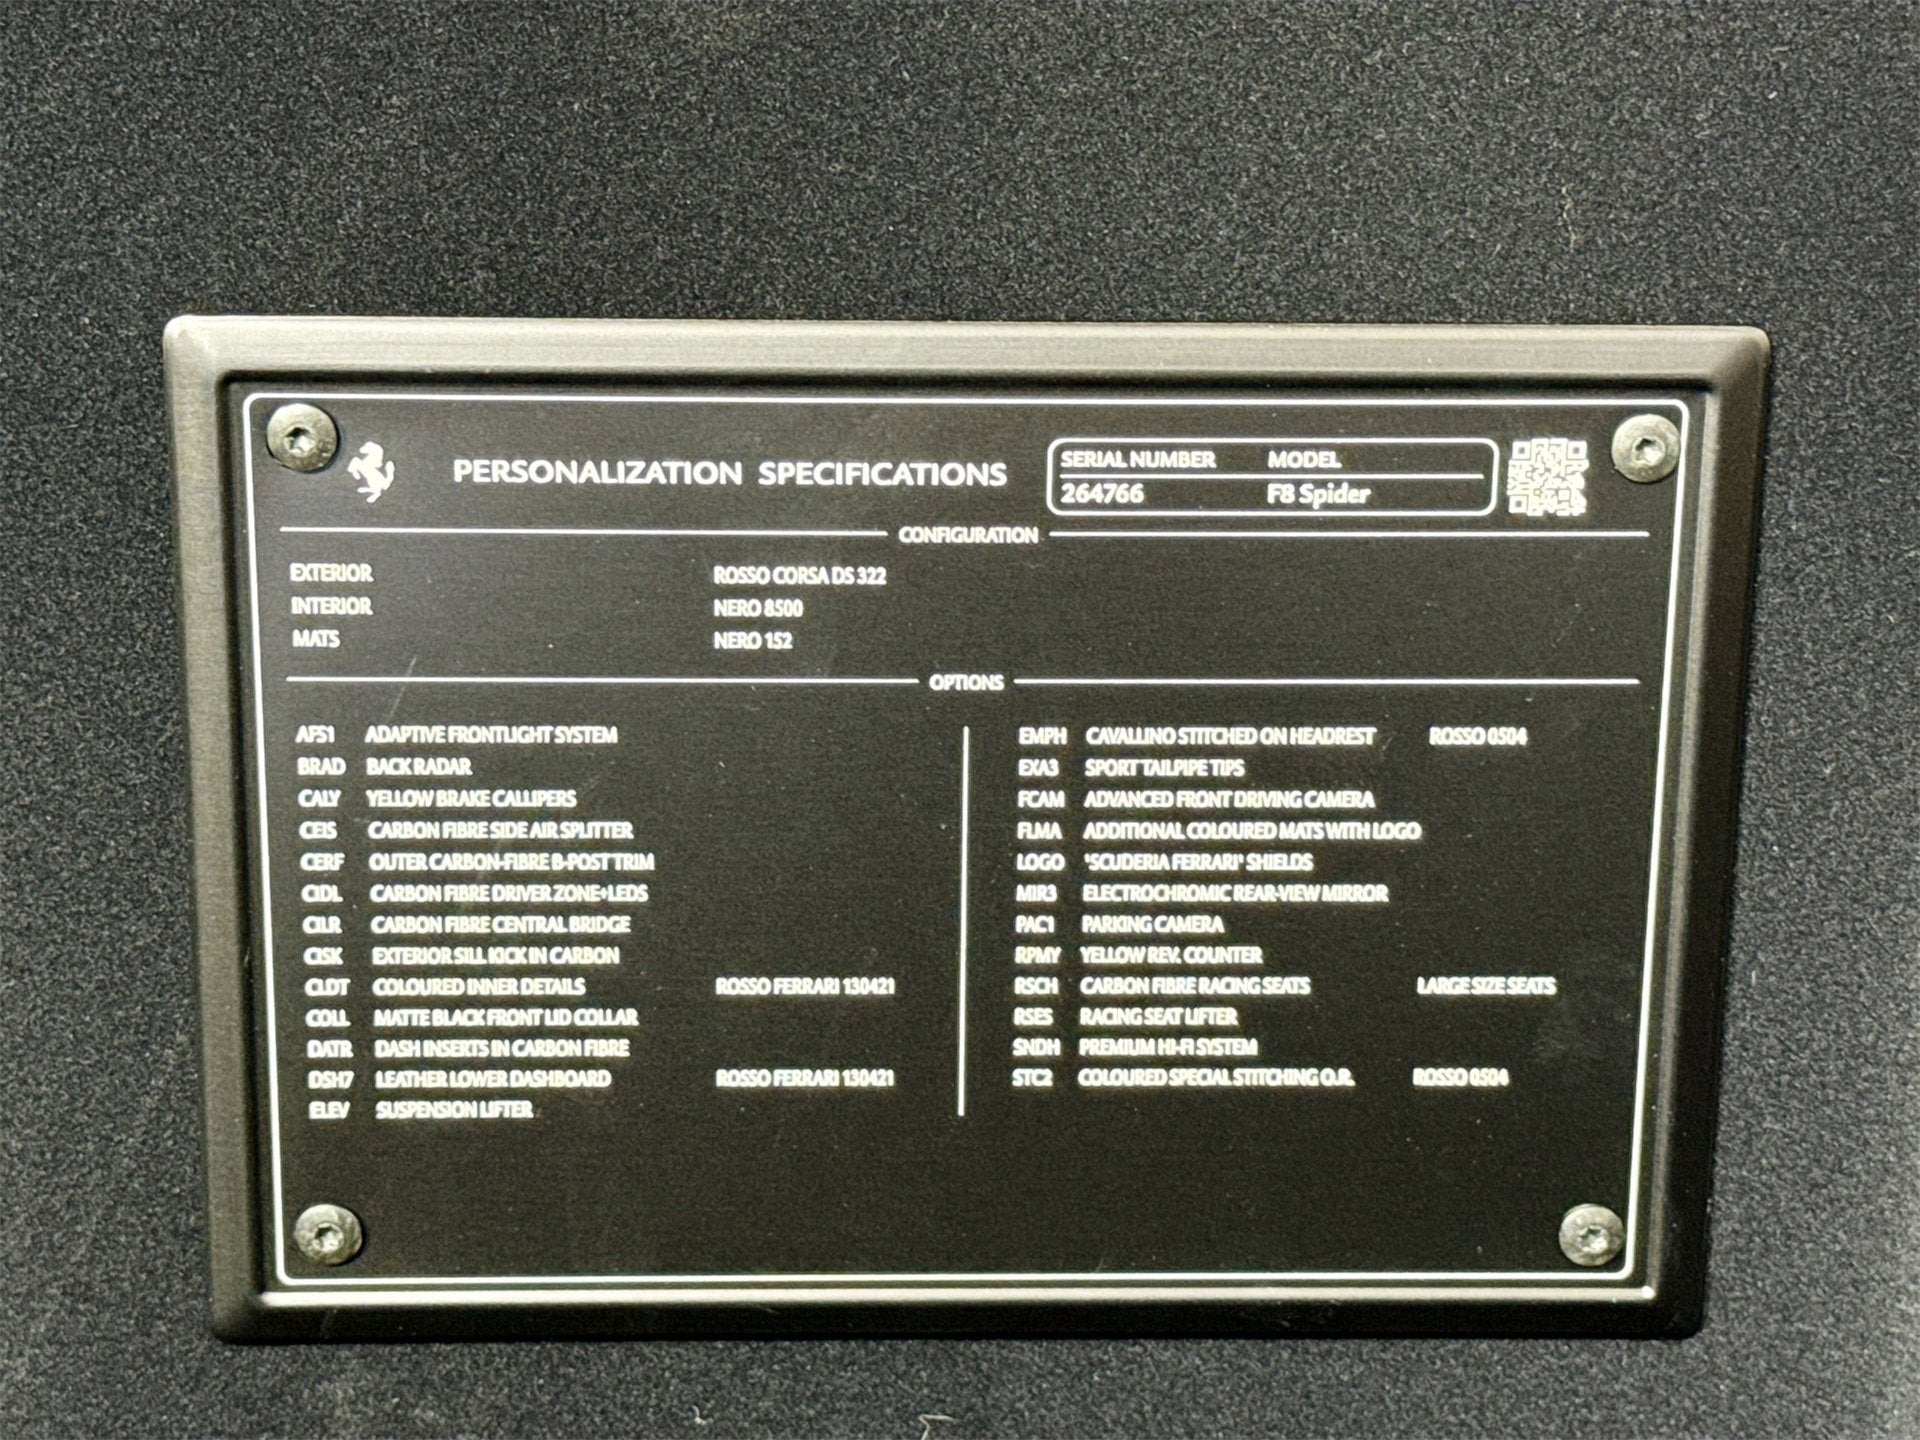 PERSONALIZATION SPECIFICATIONS
SERIAL NUMBER MODEL
264766 F8 Spider
CONFIGURATION
EXTERIOR ROSSO CORSA DS 322
INTERIOR NERO 8500
MATS NERO 152
OPTIONS
AFS1 ADAPTIVE FRONTLIGHT SYSTEM
BRAD BACK RADAR
CALY YELLOW BRAKE CALLIPERS
CEIS CARBON FIBRE SIDE AIR SPLITTER
CERF OUTER CARBON-FIBRE B-POST TRIM
CIDL CARBON FIBRE DRIVER ZONE+LEDS
CILR CARBON FIBRE CENTRAL BRIDGE
CISK EXTERIOR SILL KICK IN CARBON
CLDT COLOURED INNER DETAILS ROSSO FERRARI 130421
COLL MATTE BLACK FRONT LID COLLAR
DATR DASH INSERTS IN CARBON FIBRE
DSH7 LEATHER LOWER DASHBOARD ROSSO FERRARI 130421
ELEV SUSPENSION LIFTER
EMPH CAVALLINO STITCHED ON HEADREST ROSSO 0504
EXA3 SPORT TAILPIPE TIPS
FCAM ADVANCED FRONT DRIVING CAMERA
FLMA ADDITIONAL COLOURED MATS WITH LOGO
LOGO 'SCUDERIA FERRARI' SHIELDS
MIR3 ELECTROCHROMIC REAR-VIEW MIRROR
PAC1 PARKING CAMERA
RPMY YELLOW REV. COUNTER
RSCH CARBON FIBRE RACING SEATS LARGE SIZE SEATS
RSES RACING SEAT LIFTER
SNDH PREMIUM HI-FI SYSTEM
STC2 COLOURED SPECIAL STITCHING O.R. ROSSO 0504